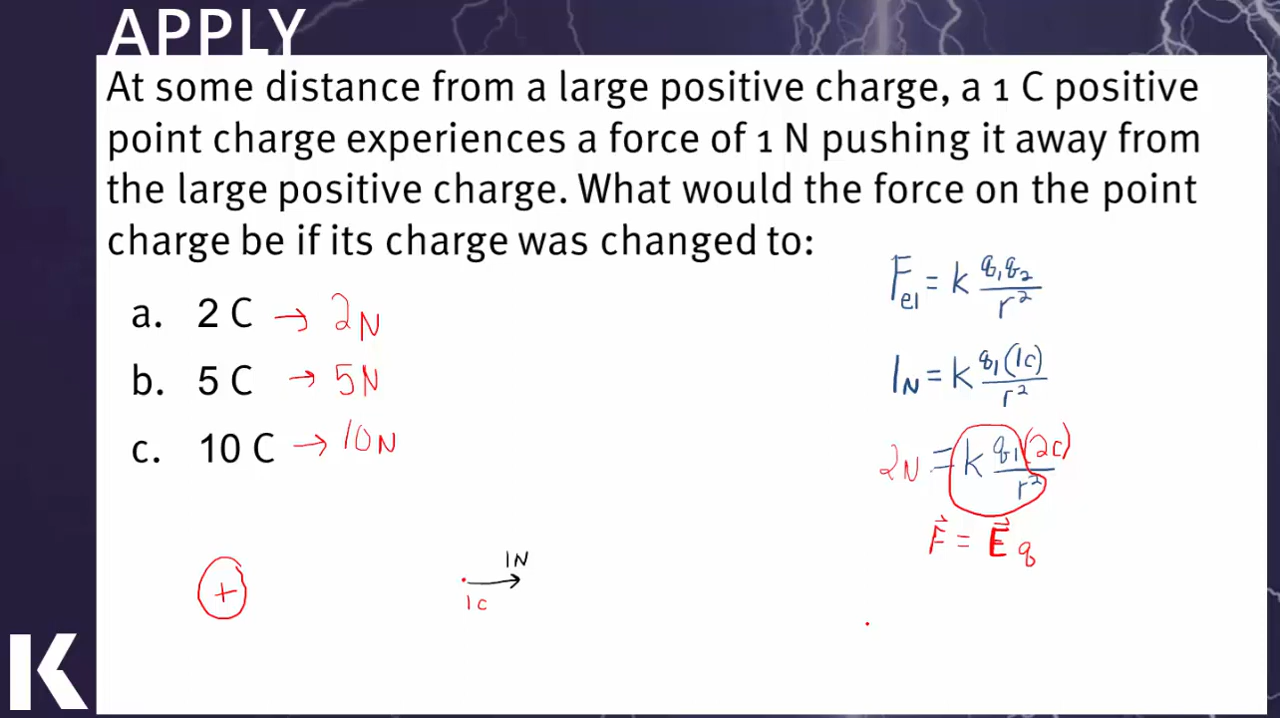 APPLY
At some distance from a large positive charge, a 1 C positive
point charge experiences a force of 1 N pushing it away from
the large positive charge. What would the force on the point
charge be if its charge was changed to:
a. 2 C → 2N
b. 5 C → 5N
c. 10 C → 10N
F_el = k q₁q₂/r²
1N = k q₁(1C)/r²
2N = k q₁(2C)/r²
F⃗ = E⃗q
+
1N
1C
K